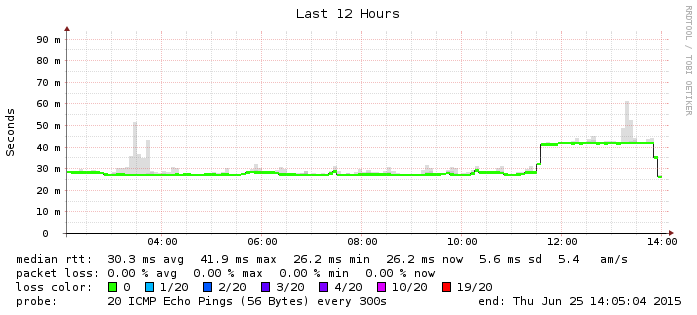 Last 12 Hours
RRDTOOL / TOBI OETIKER
Seconds
90 m
80 m
70 m
60 m
50 m
40 m
30 m
20 m
10 m
0
04:00 06:00 08:00 10:00 12:00 14:00
median rtt: 30.3 ms avg 41.9 ms max 26.2 ms min 26.2 ms now 5.6 ms sd 5.4 am/s
packet loss: 0.00 % avg 0.00 % max 0.00 % min 0.00 % now
loss color: 0 1/20 2/20 3/20 4/20 10/20 19/20
probe: 20 ICMP Echo Pings (56 Bytes) every 300s end: Thu Jun 25 14:05:04 2015